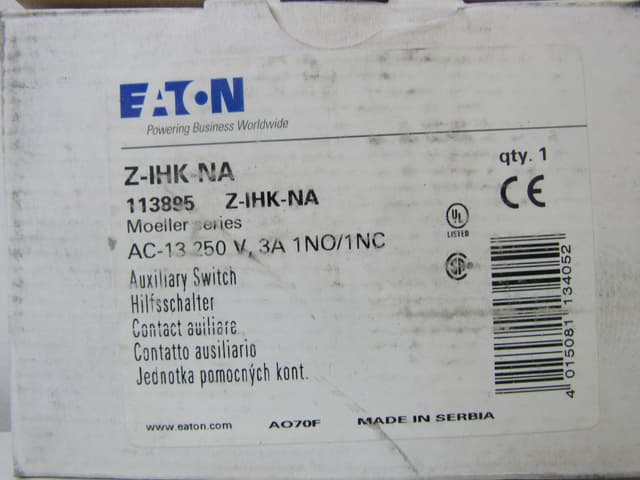 EATON
Powering Business Worldwide
Z-IHK-NA
qty. 1
113895 Z-IHK-NA
CE
Moeller series
UL
LISTED
AC-13 250 V, 3A 1NO/1NC
Auxiliary Switch
Hilfsschalter
Contact auiliare
Contatto ausiliario
Jednotka pomocných kont.
4 015081 134052
www.eaton.com AO70F MADE IN SERBIA